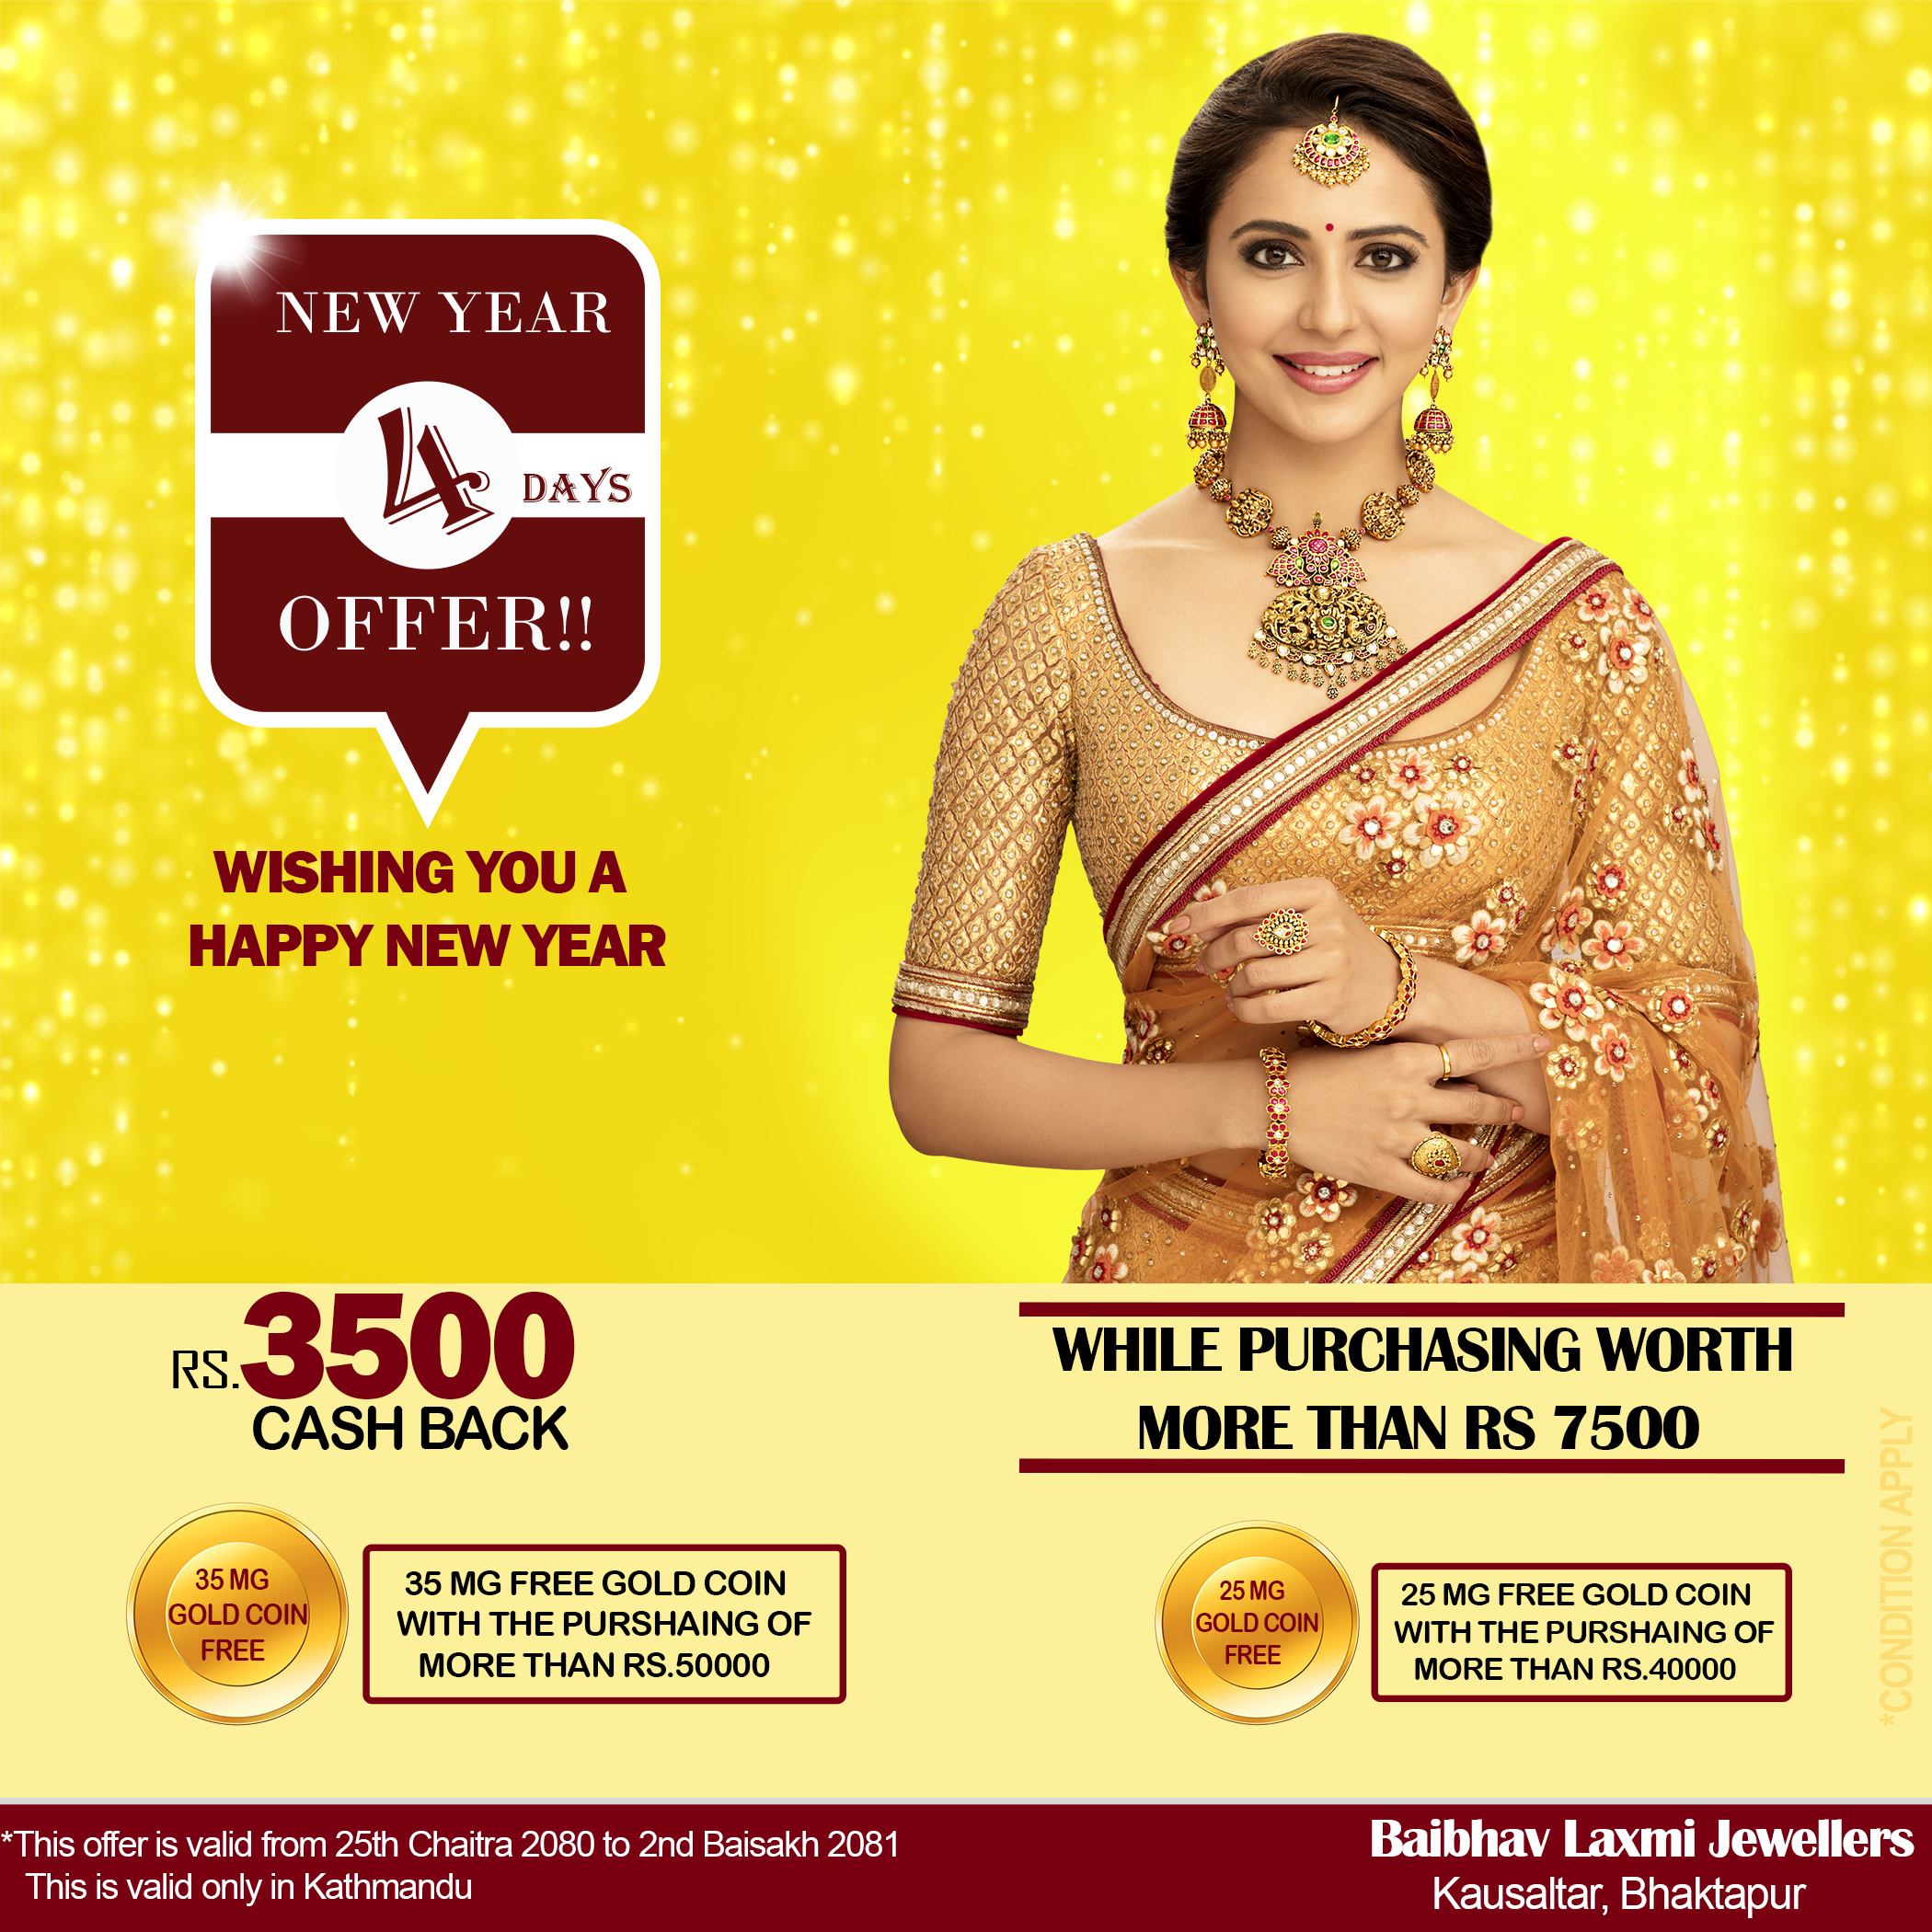 NEW YEAR
4 DAYS
OFFER!!
WISHING YOU A
HAPPY NEW YEAR
RS.3500
CASH BACK
WHILE PURCHASING WORTH
MORE THAN RS 7500
35 MG
GOLD COIN
FREE
35 MG FREE GOLD COIN
WITH THE PURSHAING OF
MORE THAN RS.50000
25 MG
GOLD COIN
FREE
25 MG FREE GOLD COIN
WITH THE PURSHAING OF
MORE THAN RS.40000
*CONDITION APPLY
*This offer is valid from 25th Chaitra 2080 to 2nd Baisakh 2081
This is valid only in Kathmandu
Baibhav Laxmi Jewellers
Kausaltar, Bhaktapur